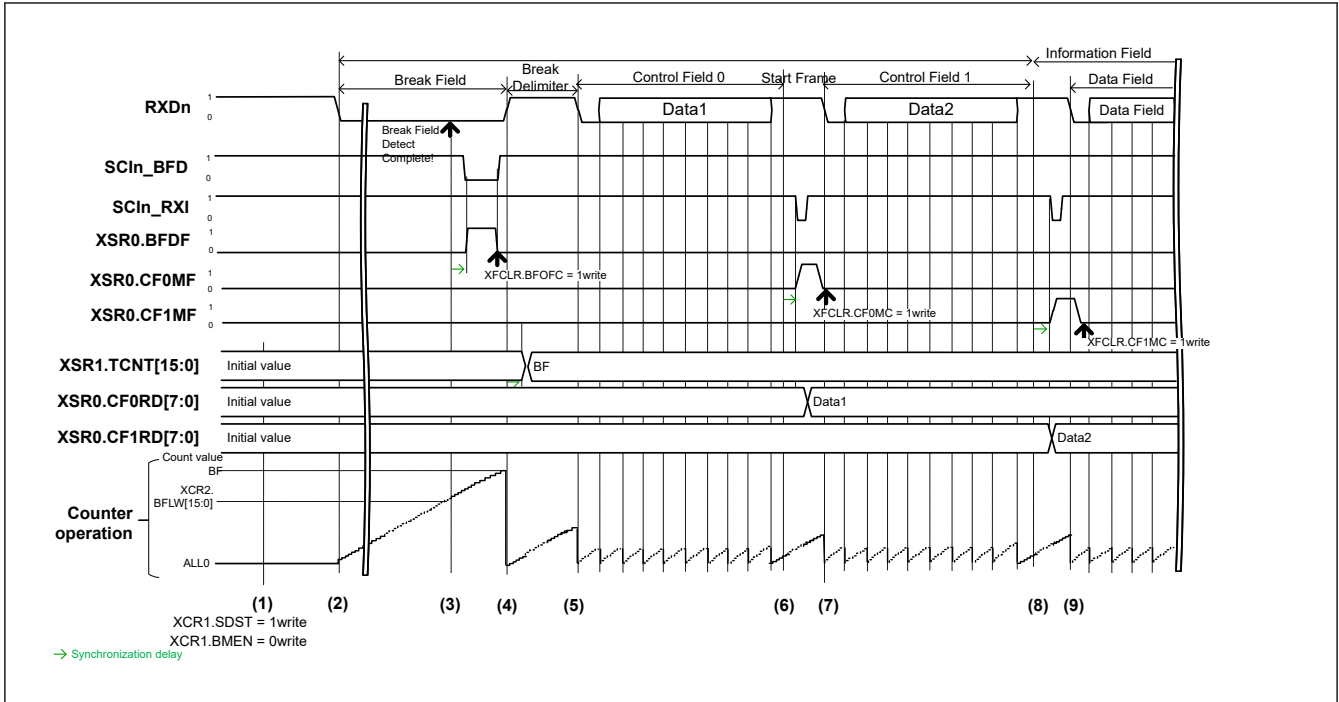 Information Field
Break Field
Break
Delimiter
Control Field 0
Start Frame
Control Field 1
Data Field
RXDn
1
0
Data1
Data2
Data Field
Break Field
Detect
Complete!
SCIn_BFD
1
0
SCIn_RXI
1
0
XSR0.BFDF
1
0
XFCLR.BFOFC = 1write
XSR0.CF0MF
1
0
XFCLR.CF0MC = 1write
XSR0.CF1MF
1
0
XFCLR.CF1MC = 1write
XSR1.TCNT[15:0]
Initial value
BF
XSR0.CF0RD[7:0]
Initial value
Data1
XSR0.CF1RD[7:0]
Initial value
Data2
Count value
BF
XCR2.
BFLW[15:0]
Counter
operation
ALL0
(1)
(2)
(3)
(4)
(5)
(6)
(7)
(8)
(9)
XCR1.SDST = 1write
XCR1.BMEN = 0write
Synchronization delay